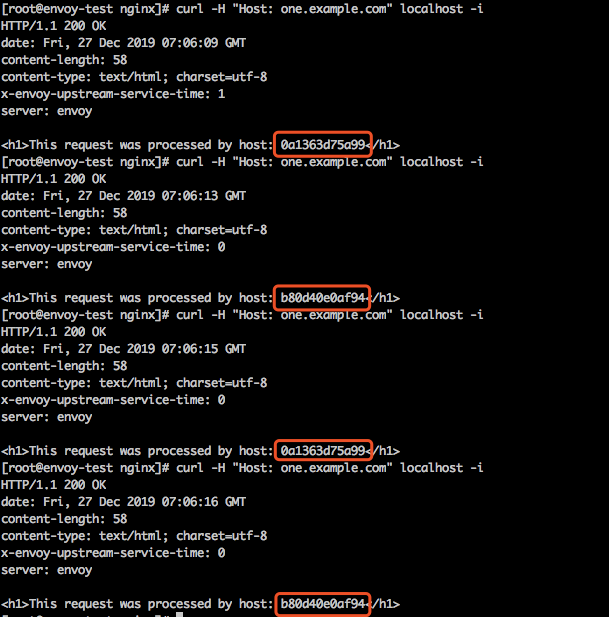 [root@envoy-test nginx]# curl -H "Host: one.example.com" localhost -i
HTTP/1.1 200 OK
date: Fri, 27 Dec 2019 07:06:09 GMT
content-length: 58
content-type: text/html; charset=utf-8
x-envoy-upstream-service-time: 1
server: envoy
<h1>This request was processed by host: 0a1363d75a99</h1>
[root@envoy-test nginx]# curl -H "Host: one.example.com" localhost -i
HTTP/1.1 200 OK
date: Fri, 27 Dec 2019 07:06:13 GMT
content-length: 58
content-type: text/html; charset=utf-8
x-envoy-upstream-service-time: 0
server: envoy
<h1>This request was processed by host: b80d40e0af94</h1>
[root@envoy-test nginx]# curl -H "Host: one.example.com" localhost -i
HTTP/1.1 200 OK
date: Fri, 27 Dec 2019 07:06:15 GMT
content-length: 58
content-type: text/html; charset=utf-8
x-envoy-upstream-service-time: 0
server: envoy
<h1>This request was processed by host: 0a1363d75a99</h1>
[root@envoy-test nginx]# curl -H "Host: one.example.com" localhost -i
HTTP/1.1 200 OK
date: Fri, 27 Dec 2019 07:06:16 GMT
content-length: 58
content-type: text/html; charset=utf-8
x-envoy-upstream-service-time: 0
server: envoy
<h1>This request was processed by host: b80d40e0af94</h1>
[root@envoy-test nginx]#